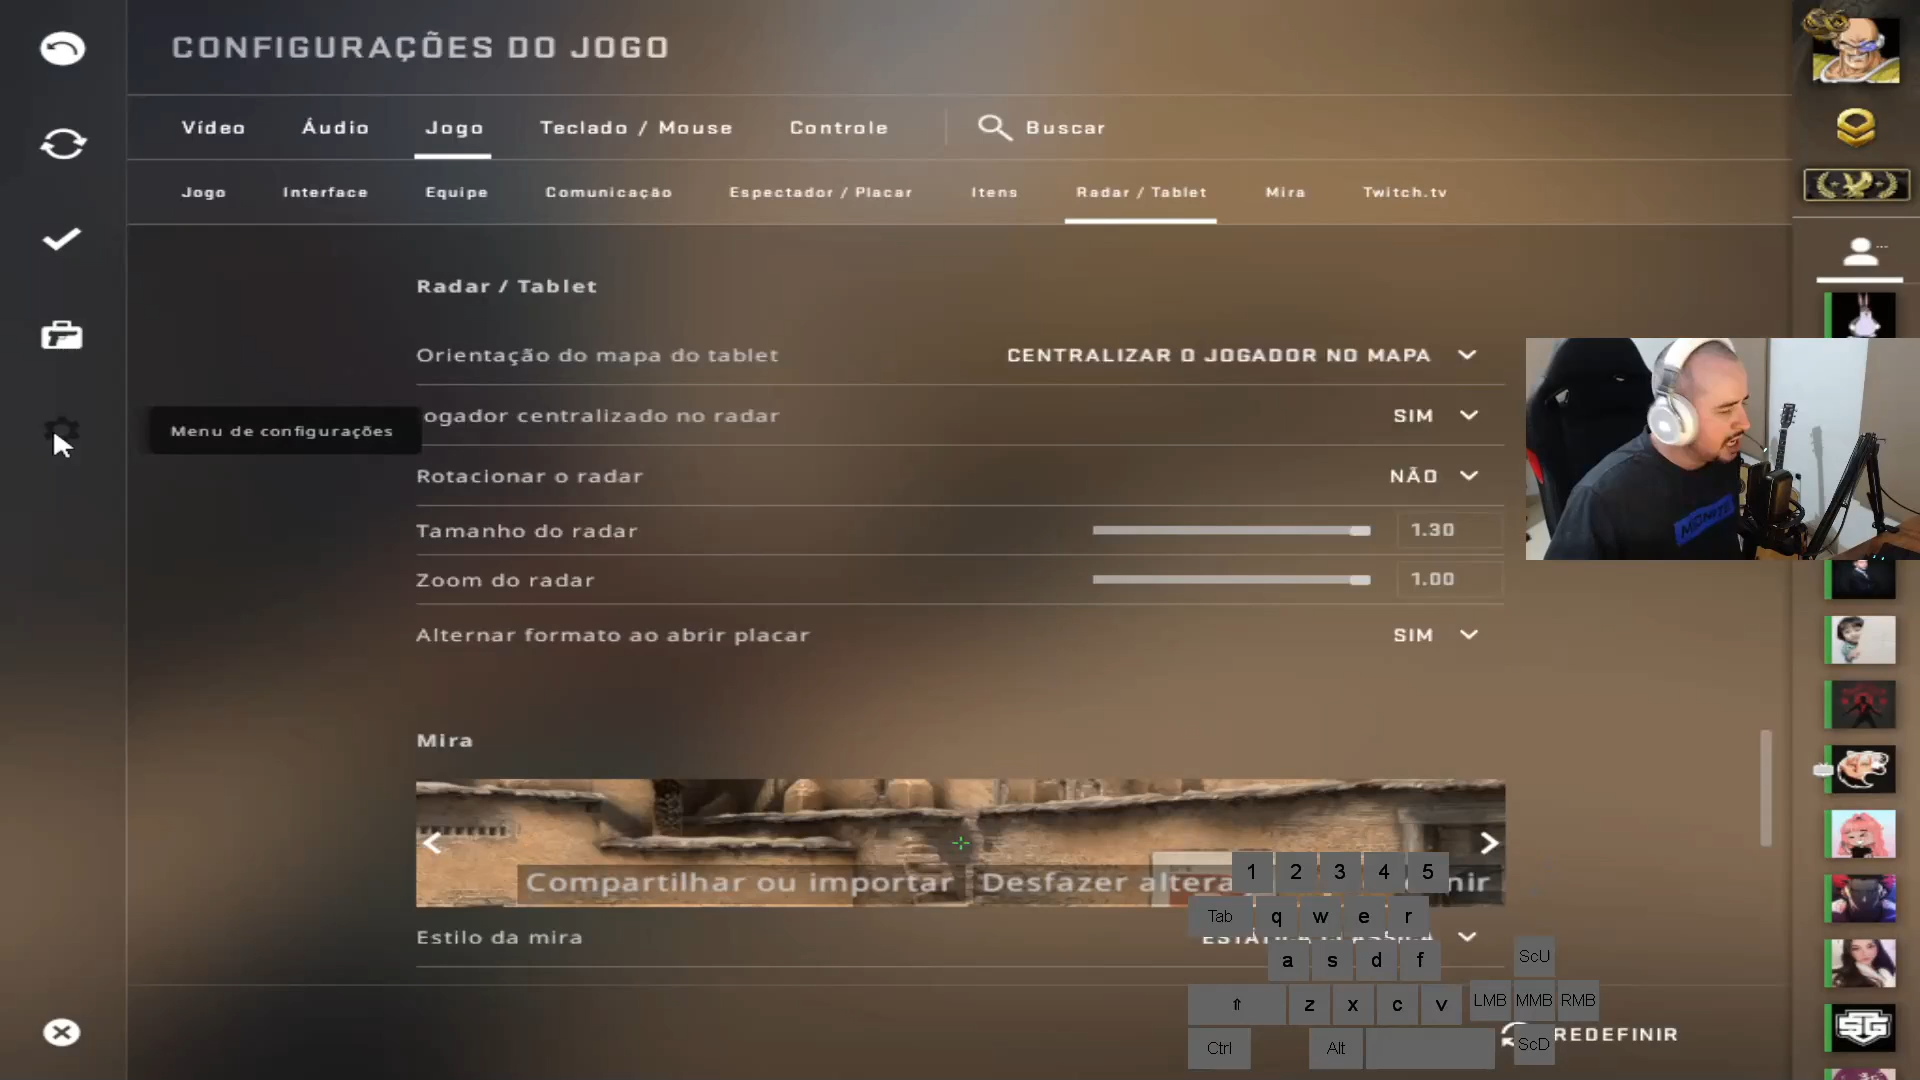 CONFIGURAÇÕES DO JOGO
Vídeo Áudio Jogo Teclado / Mouse Controle Buscar
Jogo Interface Equipe Comunicação Espectador / Placar Itens Radar / Tablet Mira Twitch.tv
Radar / Tablet
Orientação do mapa do tablet CENTRALIZAR O JOGADOR NO MAPA
Menu de configurações
ogador centralizado no radar SIM
Rotacionar o radar NÃO
Tamanho do radar 1.30
Zoom do radar 1.00
Alternar formato ao abrir placar SIM
Mira
Compartilhar ou importar Desfazer altera nir
1 2 3 4 5
Tab q w e r
Estilo da mira
a s d f ScU
⇧ z x c v LMB MMB RMB
Ctrl Alt ScD
REDEFINIR